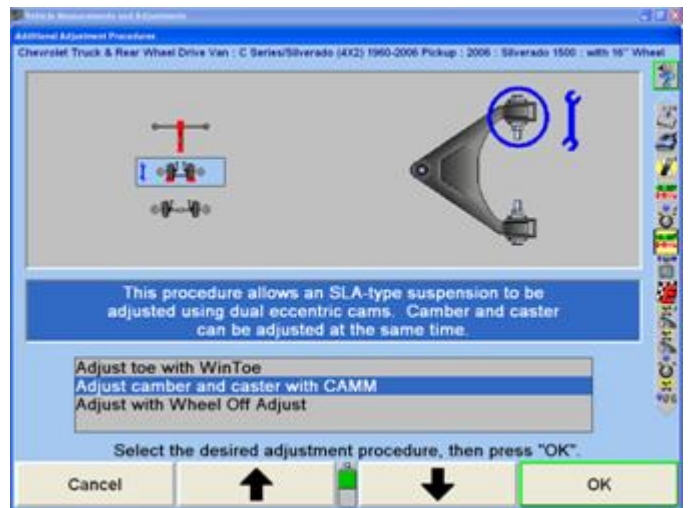 Vehicle Measurements and Adjustments
Additional Adjustment Procedures
Chevrolet Truck & Rear Wheel Drive Van : C Series/Silverado (4X2) 1960-2006 Pickup : 2006 : Silverado 1500 : with 16" Wheel
This procedure allows an SLA-type suspension to be
adjusted using dual eccentric cams. Camber and caster
can be adjusted at the same time.
Adjust toe with WinToe
Adjust camber and caster with CAMM
Adjust with Wheel Off Adjust
Select the desired adjustment procedure, then press "OK".
Cancel
OK